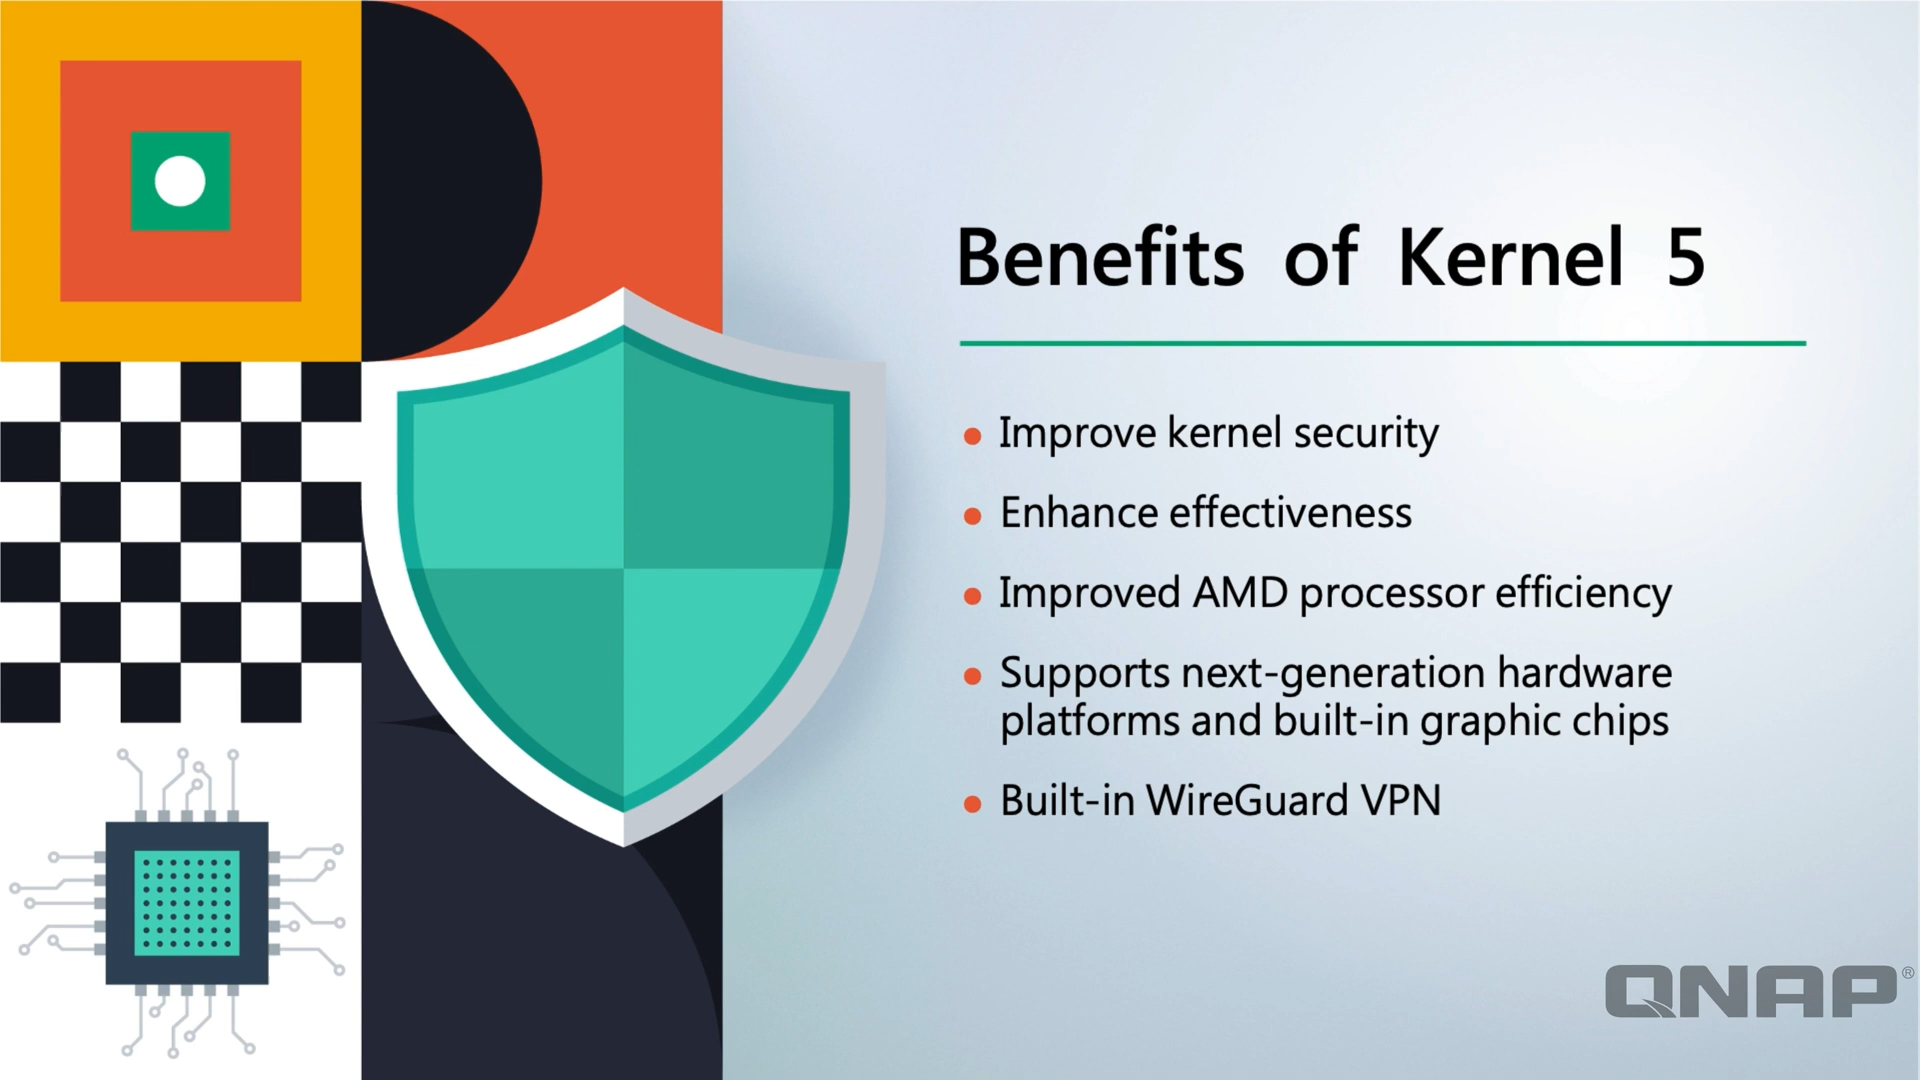 Benefits of Kernel 5
• Improve kernel security
• Enhance effectiveness
• Improved AMD processor efficiency
• Supports next-generation hardware
platforms and built-in graphic chips
• Built-in WireGuard VPN
QNAP®